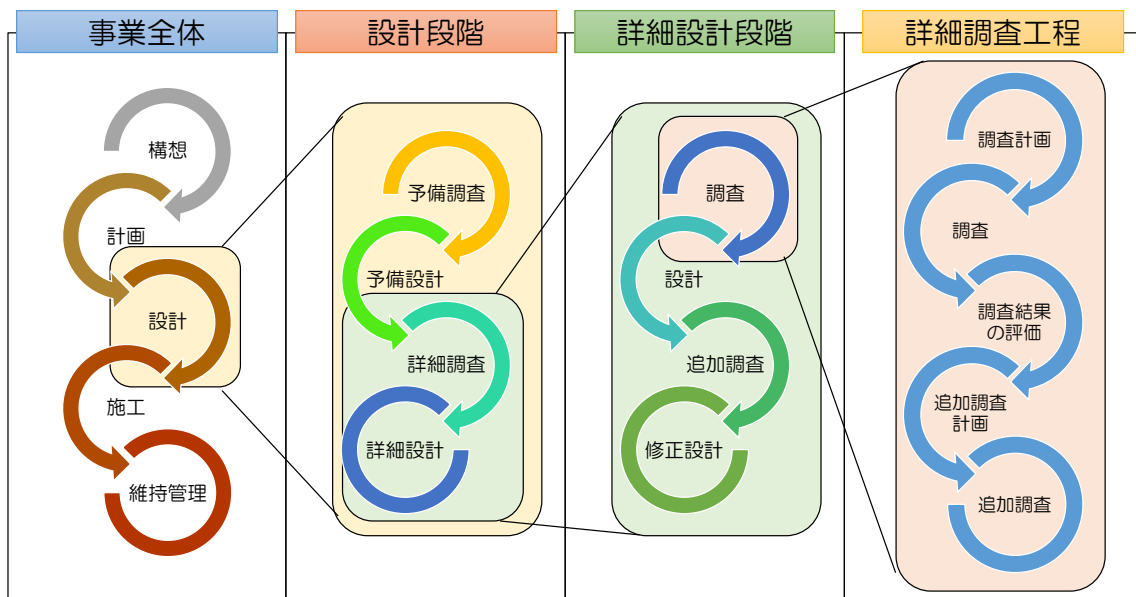 事業全体
設計段階
詳細設計段階
詳細調査工程
構想
計画
設計
施工
維持管理
予備調査
予備設計
詳細調査
詳細設計
調査
設計
追加調査
修正設計
調査計画
調査
調査結果
の評価
追加調査
計画
追加調査